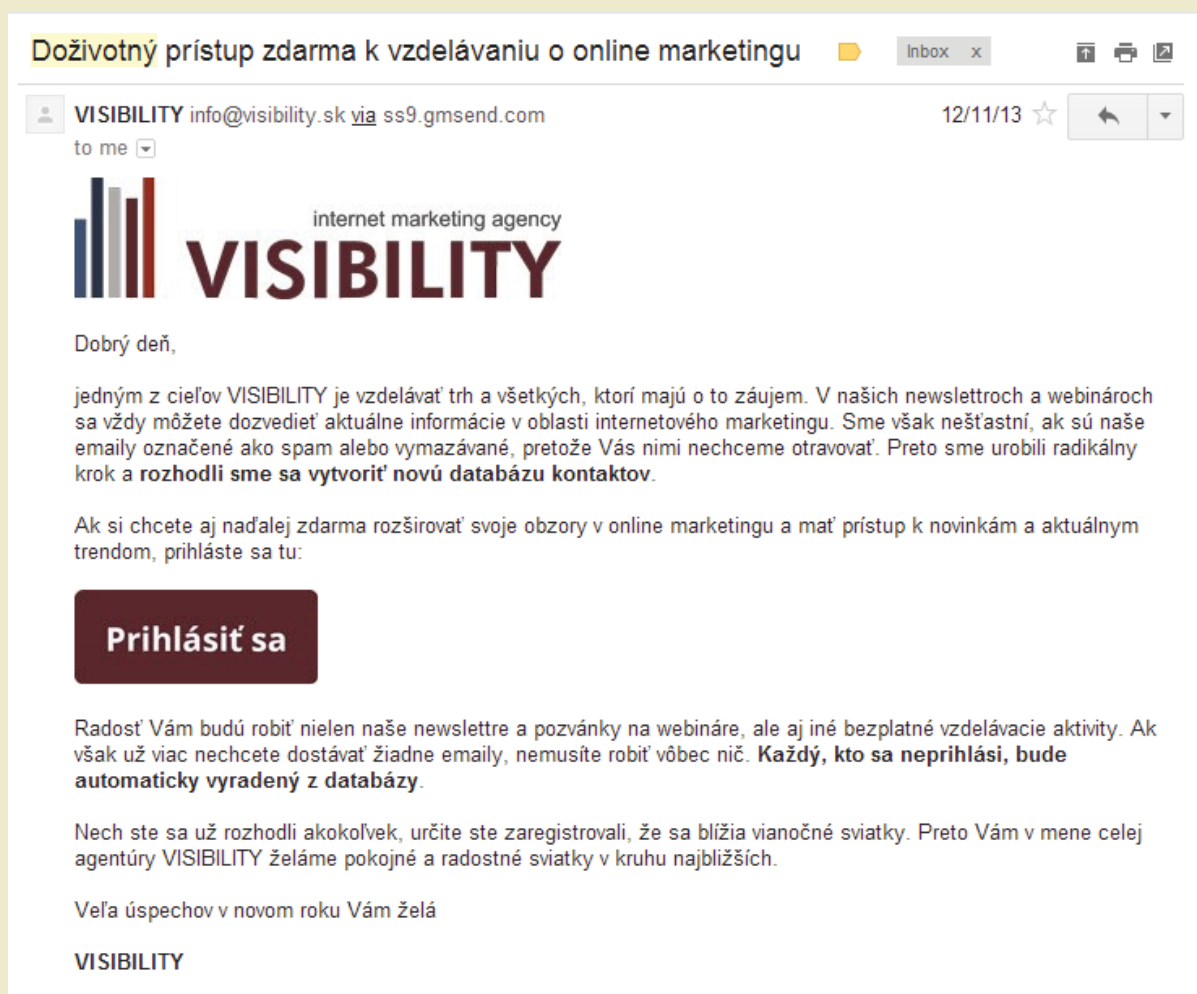 Doživotný prístup zdarma k vzdelávaniu o online marketingu
Inbox x
VISIBILITY info@visibility.sk via ss9.gmsend.com
12/11/13
to me
internet marketing agency
VISIBILITY
Dobrý deň,
jedným z cieľov VISIBILITY je vzdelávať trh a všetkých, ktorí majú o to záujem. V našich newslettroch a webinároch
sa vždy môžete dozvedieť aktuálne informácie v oblasti internetového marketingu. Sme však nešťastní, ak sú naše
emaily označené ako spam alebo vymazávané, pretože Vás nimi nechceme otravovať. Preto sme urobili radikálny
krok a rozhodli sme sa vytvoriť novú databázu kontaktov.
Ak si chcete aj naďalej zdarma rozširovať svoje obzory v online marketingu a mať prístup k novinkám a aktuálnym
trendom, prihláste sa tu:
Prihlásiť sa
Radosť Vám budú robiť nielen naše newslettre a pozvánky na webináre, ale aj iné bezplatné vzdelávacie aktivity. Ak
však už viac nechcete dostávať žiadne emaily, nemusíte robiť vôbec nič. Každý, kto sa neprihlási, bude
automaticky vyradený z databázy.
Nech ste sa už rozhodli akokoľvek, určite ste zaregistrovali, že sa blížia vianočné sviatky. Preto Vám v mene celej
agentúry VISIBILITY želáme pokojné a radostné sviatky v kruhu najbližších.
Veľa úspechov v novom roku Vám želá
VISIBILITY